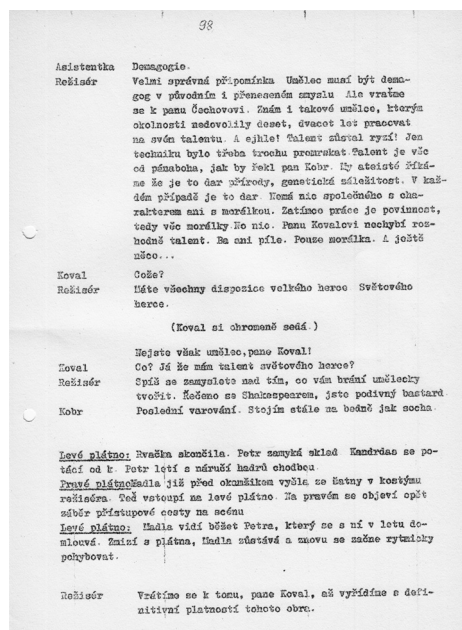 98
Asistentka Demagogie.
Režisér Velmi správná připomínka Umělec musí být dema-
gog v původním i přeneseném smyslu Ale vraťme
se k panu Čechovovi. Znám i takové umělce, kterým
okolnosti nedovolily deset, dvacet let pracovat
na svém talentu. A ejhle! Talent zůstal ryzí! Jen
techniku bylo třeba trochu promrskat.Talent je věc
od pánaboha, jak by řekl pan Kobr. My ateisté říká-
me že je to dar přírody, genetická záležitost. V kaž-
dém případě je to dar. Nemá nic společného s cha-
rakterem ani s morálkou. Zatímco práce je povinnost,
tedy věc morálky.No nic. Panu Kovalovi nechybí roz-
hodně talent. Ba ani píle. Pouze morálka. A ještě
něco...
Koval Cože?
Režisér Máte všechny dispozice velkého herce Světového
herce.
(Koval si ohromeně sedá.)
Nejste však umělec,pane Koval!
Koval Co? Já že mám talent světového herce?
Režisér Spíš se zamyslete nad tím, co vám brání umělecky
tvořit. Řečeno se Shakespearem, jste podivný bastard
Kobr Poslední varování. Stojím stále na bedně jak socha.
Levé plátno: Rvačka skončila. Petr zamyká sklad Kandrdas se po-
tácí od k. Petr letí s náručí hadrů chodbou
Pravé plátno:Madla již před okamžikem vyšla ze šatny v kostýmu
režiséra. Teď vstoupí na levé plátno. Na pravém se objeví opět
záběr přístupové cesty na scénu
Levé plátno: Madla vidí běžet Petra, který se s ní v letu do-
mlouvá. Zmizí s plátna, Madla zůstává a znovu se začne rytmicky
pohybovat.
Režisér Vrátíme se k tomu, pane Koval, až vyřídíme s defi-
nitivní platností tohoto obra.